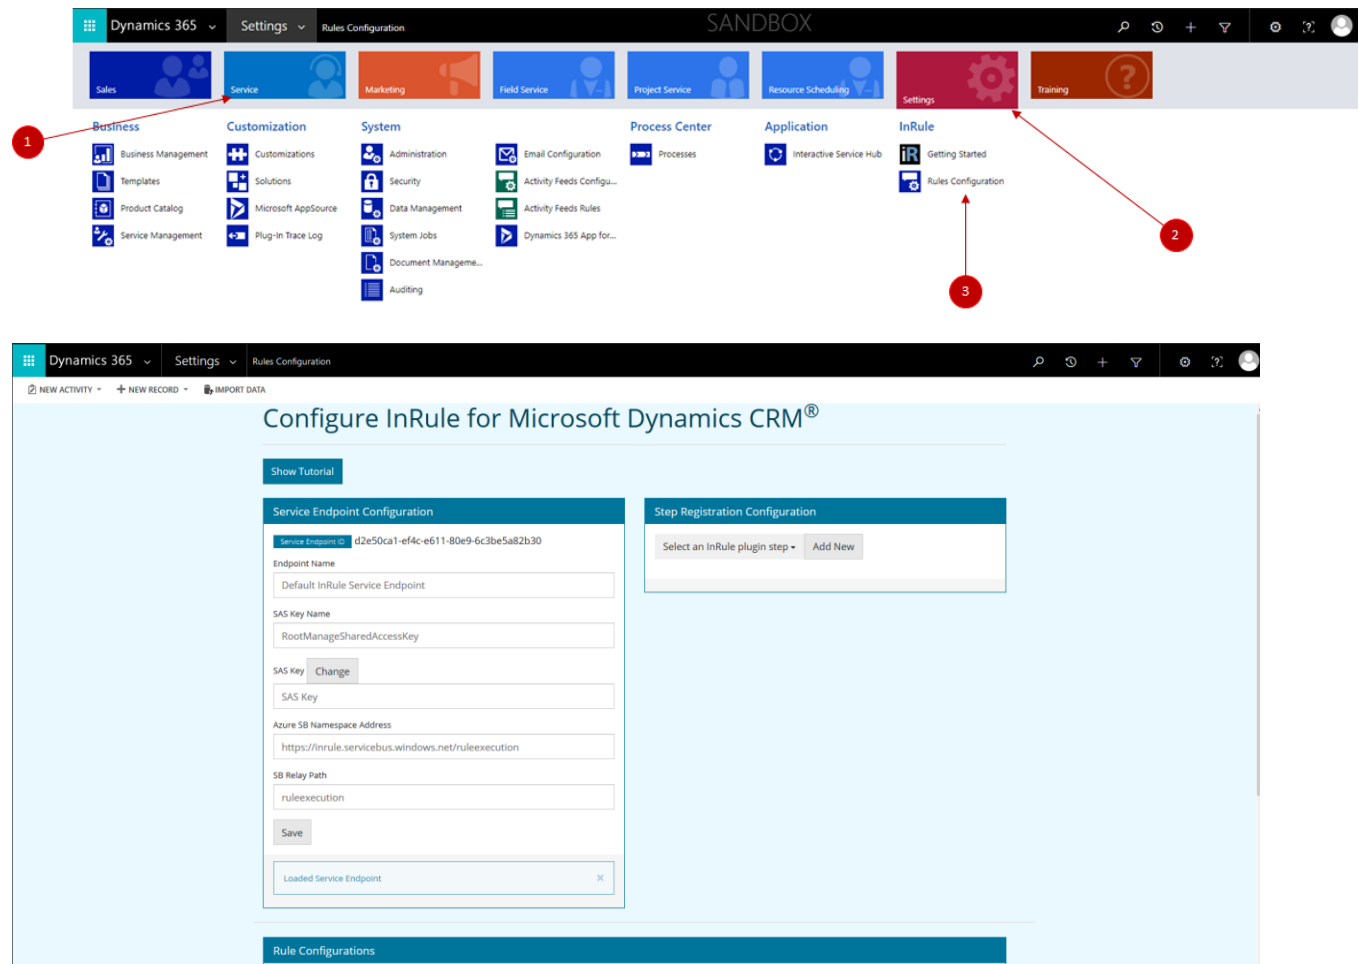 Dynamics 365 Settings Rules Configuration SANDBOX
Sales Service Marketing Field Service Project Service Resource Scheduling Settings Training
1
Business Customization System Process Center Application InRule
Business Management Customizations Administration Email Configuration Processes Interactive Service Hub iR Getting Started
Templates Solutions Security Activity Feeds Configu... Rules Configuration
Product Catalog Microsoft AppSource Data Management Activity Feeds Rules
Service Management Plug-In Trace Log System Jobs Dynamics 365 App for...
2
Document Manageme...
Auditing
3
Dynamics 365 Settings Rules Configuration
NEW ACTIVITY NEW RECORD IMPORT DATA
Configure InRule for Microsoft Dynamics CRM®
Show Tutorial
Service Endpoint Configuration
Service Endpoint ID d2e50ca1-ef4c-e611-80e9-6c3be5a82b30
Endpoint Name
Default InRule Service Endpoint
SAS Key Name
RootManageSharedAccessKey
SAS Key Change
SAS Key
Azure SB Namespace Address
https://inrule.servicebus.windows.net/ruleexecution
SB Relay Path
ruleexecution
Save
Loaded Service Endpoint ×
Step Registration Configuration
Select an InRule plugin step Add New
Rule Configurations